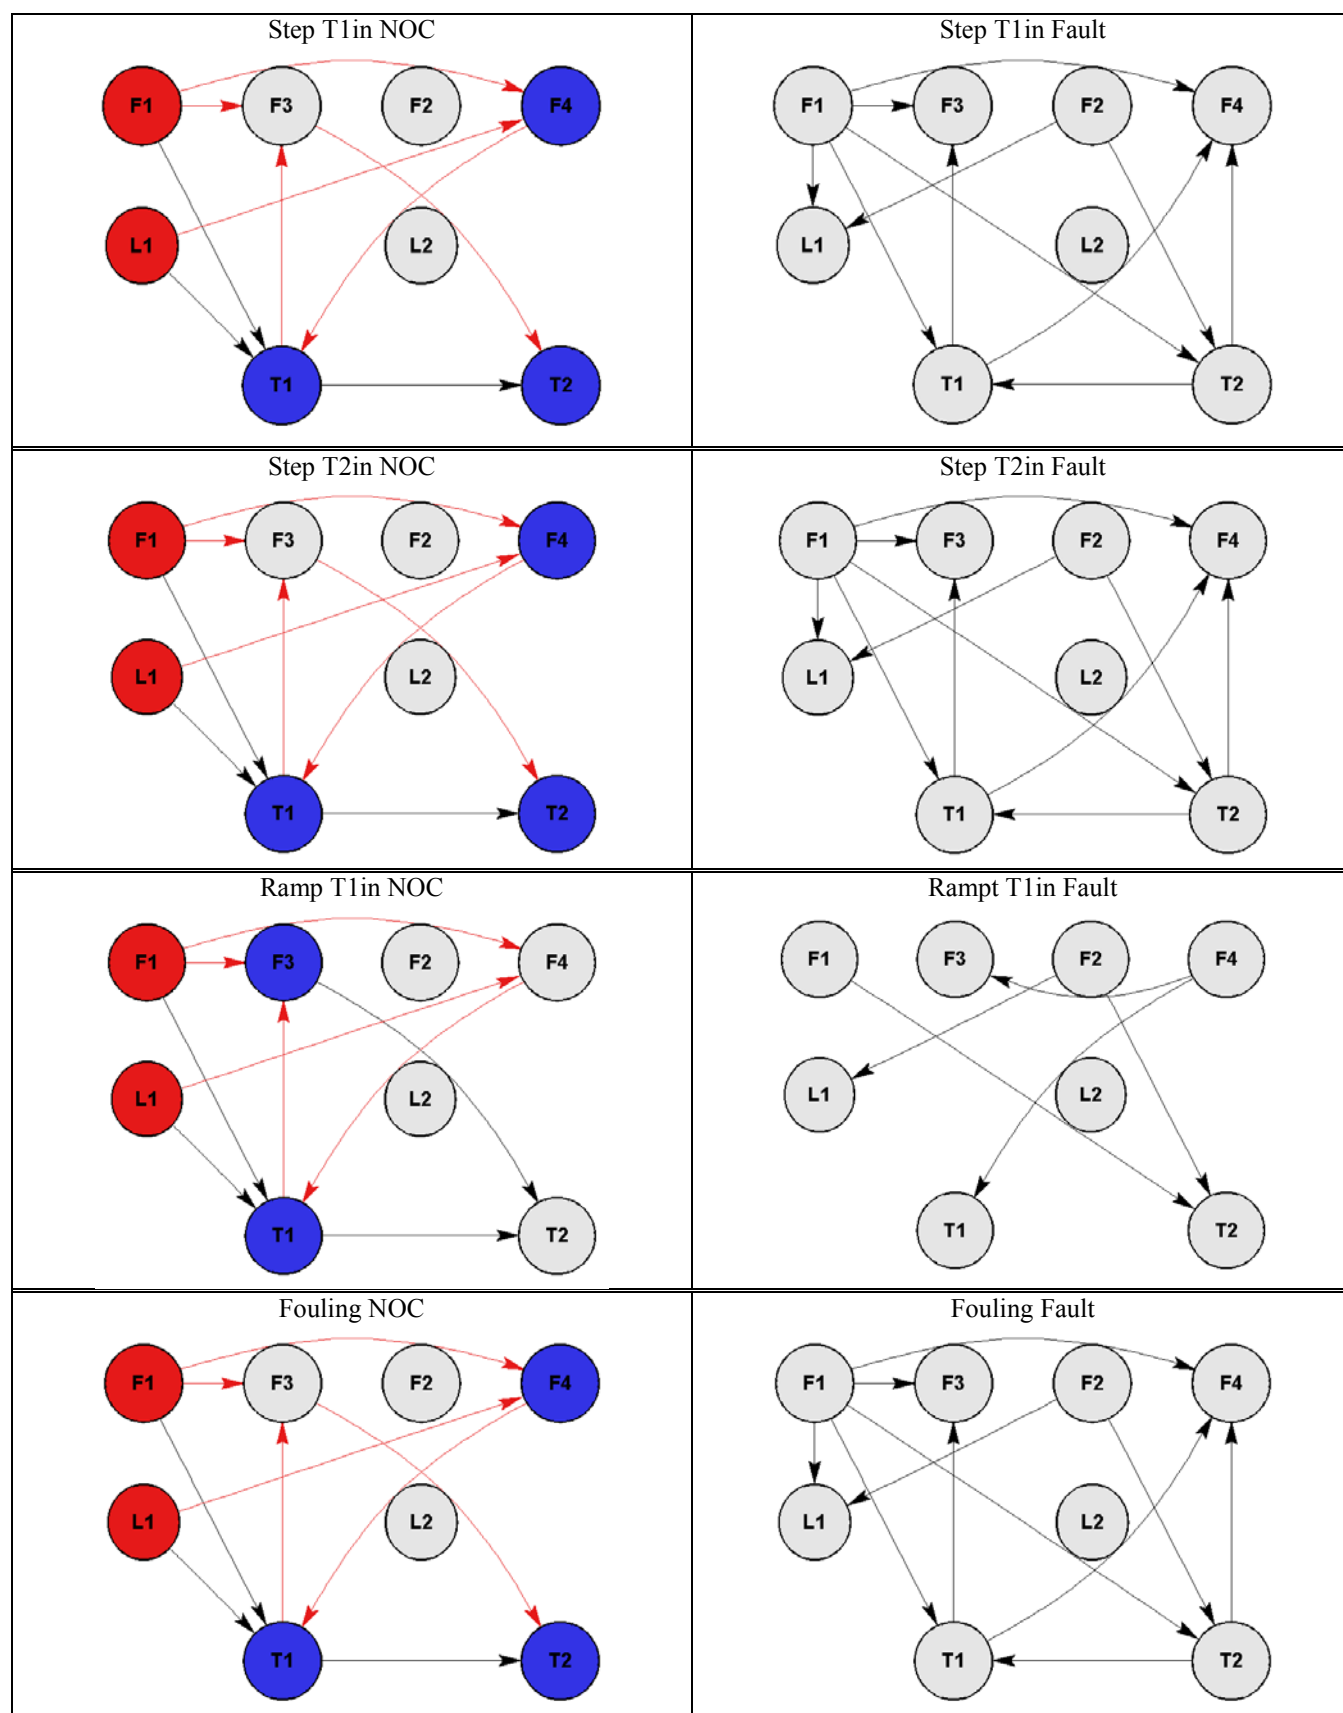 Step T1in NOC
F1 F3 F2 F4
L1 L2
T1 T2
Step T1in Fault
F1 F3 F2 F4
L1 L2
T1 T2
Step T2in NOC
F1 F3 F2 F4
L1 L2
T1 T2
Step T2in Fault
F1 F3 F2 F4
L1 L2
T1 T2
Ramp T1in NOC
F1 F3 F2 F4
L1 L2
T1 T2
Rampt T1in Fault
F1 F3 F2 F4
L1 L2
T1 T2
Fouling NOC
F1 F3 F2 F4
L1 L2
T1 T2
Fouling Fault
F1 F3 F2 F4
L1 L2
T1 T2